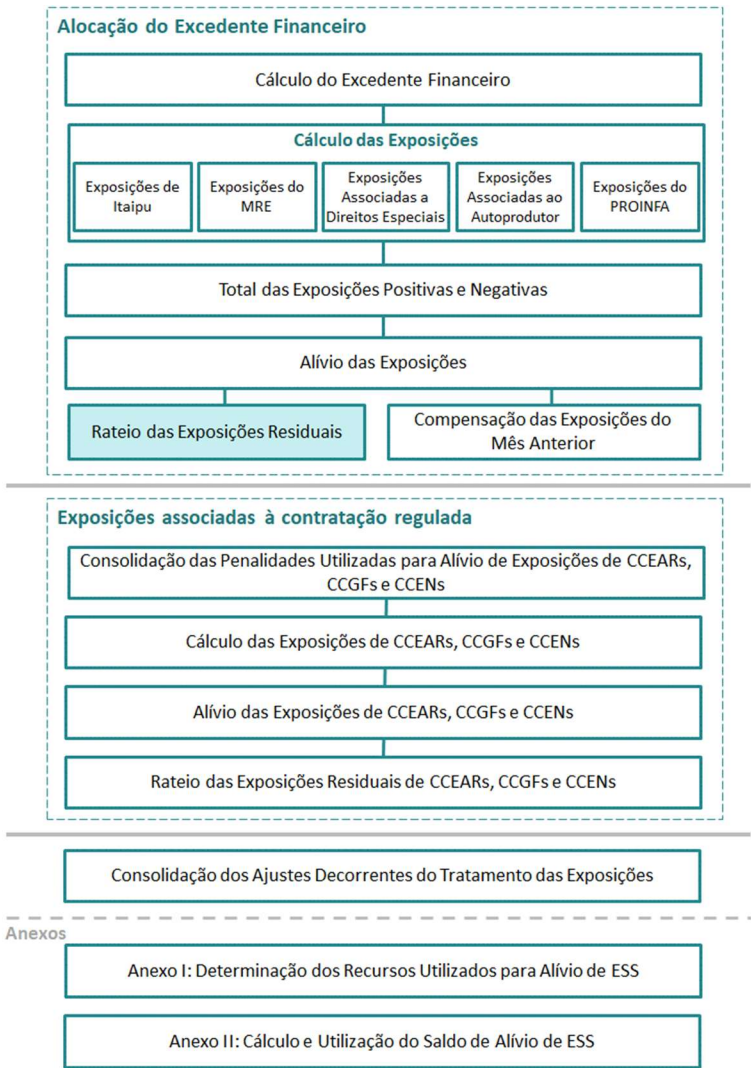 Alocação do Excedente Financeiro
Cálculo do Excedente Financeiro
Cálculo das Exposições
Exposições de
Itaipu
Exposições do
MRE
Exposições
Associadas a
Direitos Especiais
Exposições
Associadas ao
Autoprodutor
Exposições do
PROINFA
Total das Exposições Positivas e Negativas
Alívio das Exposições
Rateio das Exposições Residuais
Compensação das Exposições do
Mês Anterior
Exposições associadas à contratação regulada
Consolidação das Penalidades Utilizadas para Alívio de Exposições de CCEARs,
CCGFs e CCENs
Cálculo das Exposições de CCEARs, CCGFs e CCENs
Alívio das Exposições de CCEARs, CCGFs e CCENs
Rateio das Exposições Residuais de CCEARs, CCGFs e CCENs
Consolidação dos Ajustes Decorrentes do Tratamento das Exposições
Anexos
Anexo I: Determinação dos Recursos Utilizados para Alívio de ESS
Anexo II: Cálculo e Utilização do Saldo de Alívio de ESS